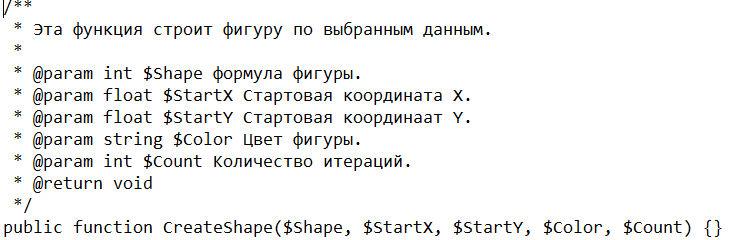 /**
* Эта функция строит фигуру по выбранным данным.
*
* @param int $Shape формула фигуры.
* @param float $StartX Стартовая координата X.
* @param float $StartY Стартовая координаат Y.
* @param string $Color Цвет фигуры.
* @param int $Count Количество итераций.
* @return void
*/
public function CreateShape($Shape, $StartX, $StartY, $Color, $Count) {}